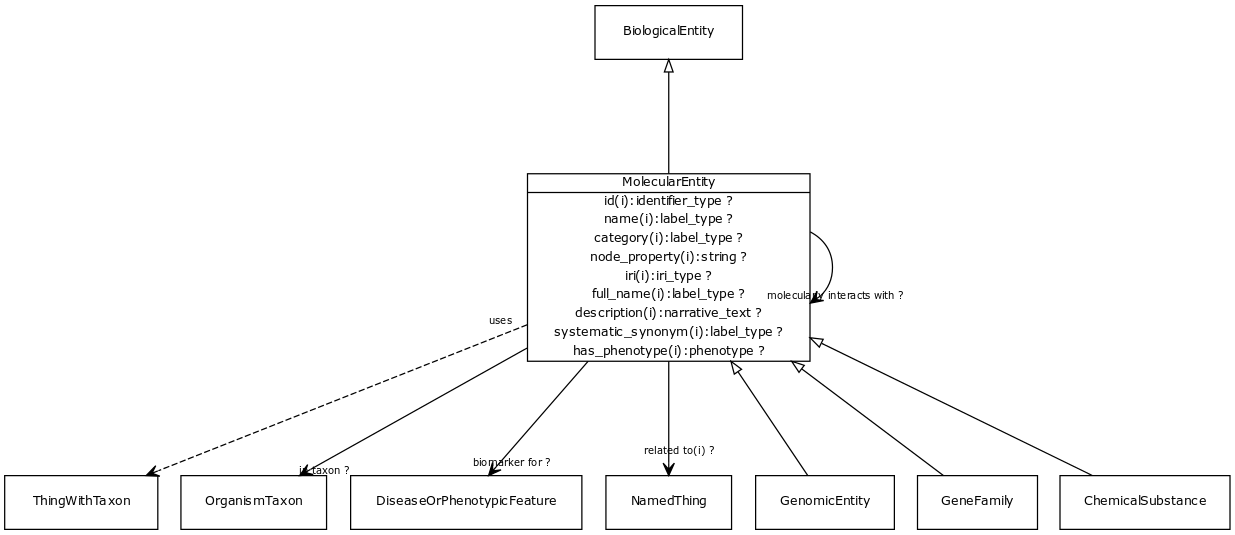 BiologicalEntity
MolecularEntity
id(i):identifier_type ?
name(i):label_type ?
category(i):label_type ?
node_property(i):string ?
iri(i):iri_type ?
full_name(i):label_type ?
molecularly interacts with ?
description(i):narrative_text ?
uses
systematic_synonym(i):label_type ?
has_phenotype(i):phenotype ?
related to(i) ?
biomarker for ?
in taxon ?
ThingWithTaxon
OrganismTaxon
DiseaseOrPhenotypicFeature
NamedThing
GenomicEntity
GeneFamily
ChemicalSubstance